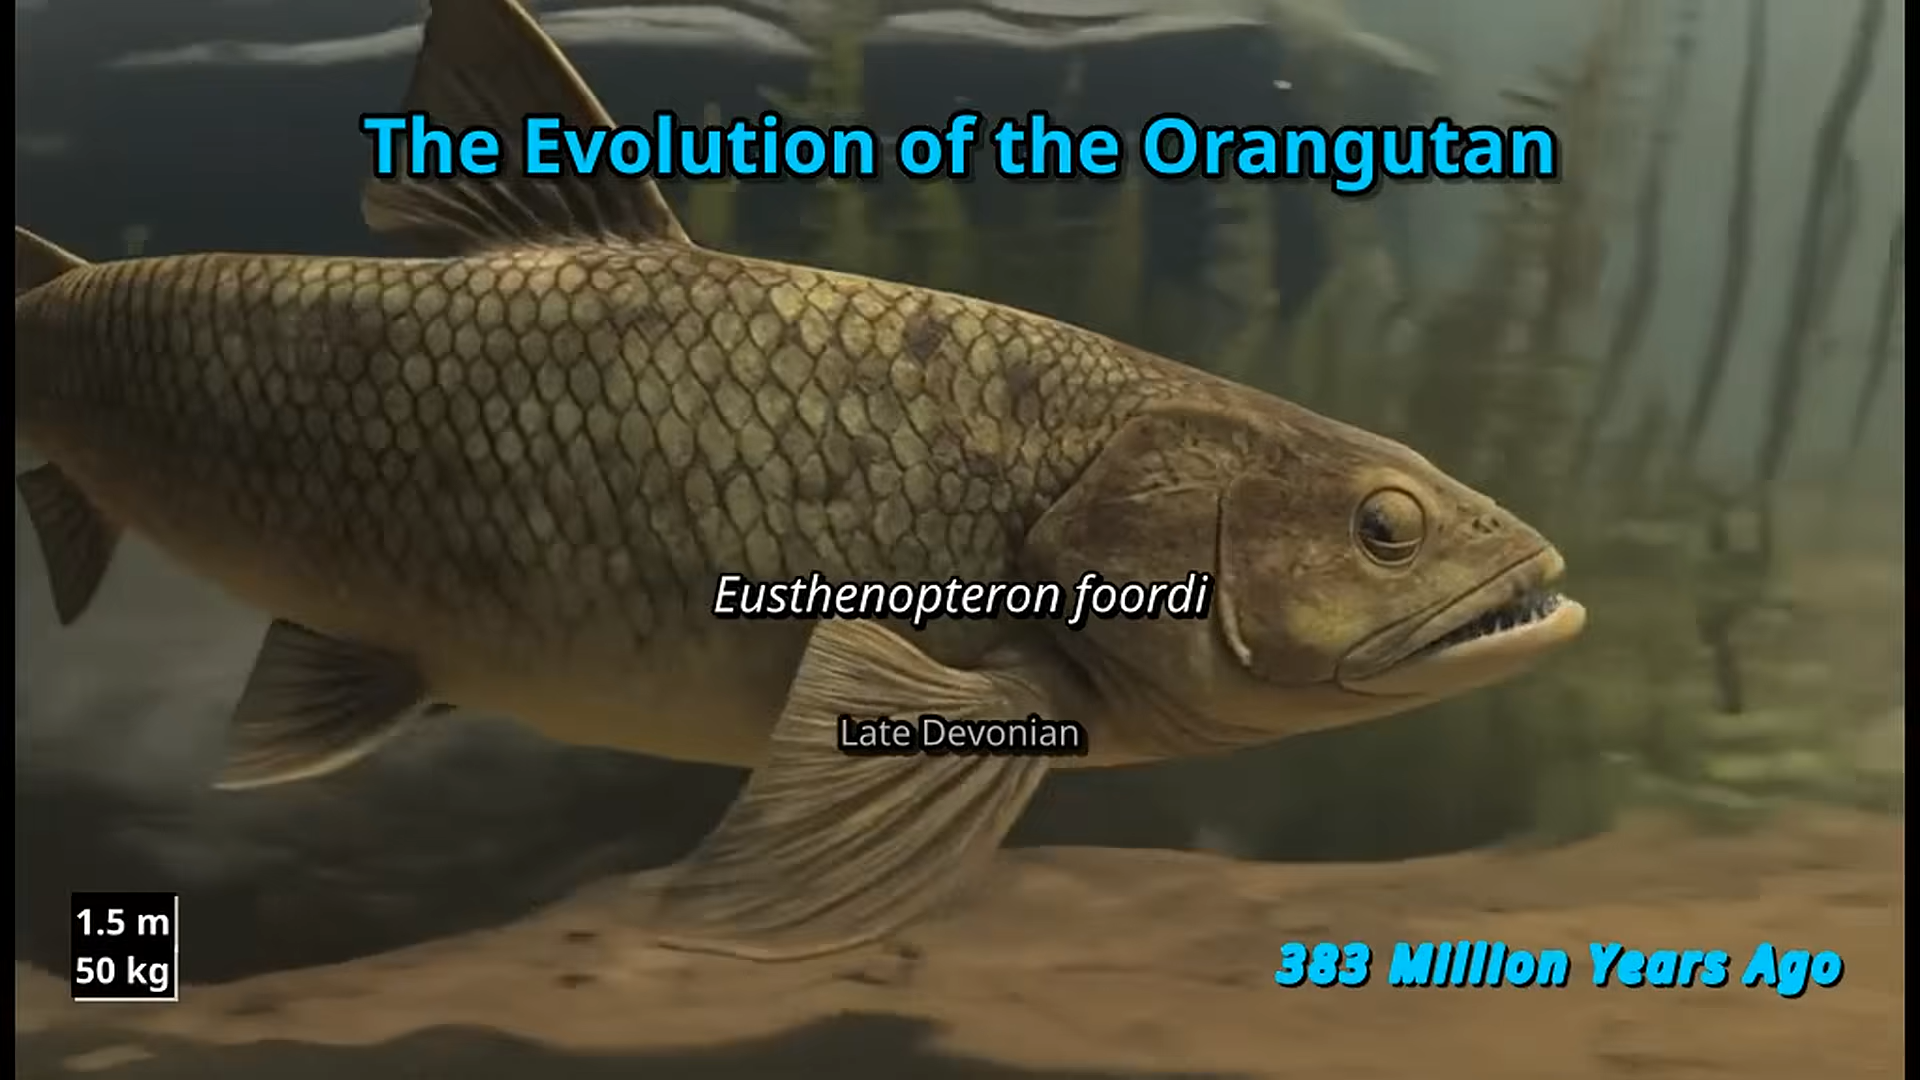 The Evolution of the Orangutan
Eusthenopteron foordi
Late Devonian
1.5 m
50 kg
383 Million Years Ago